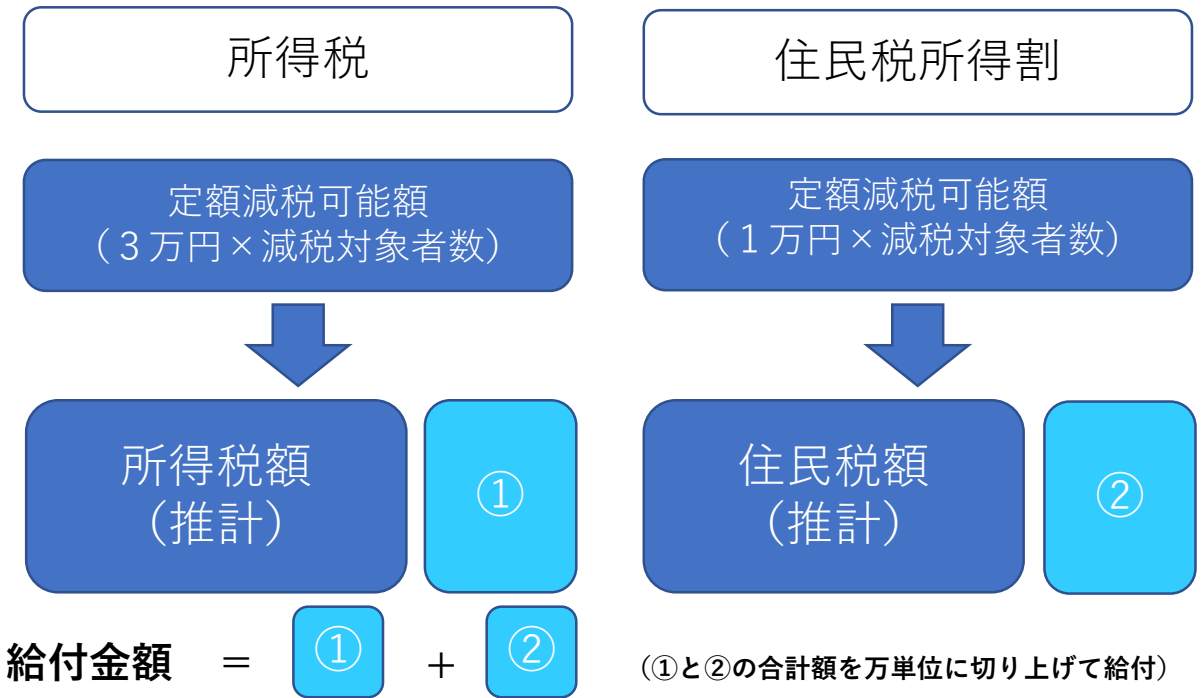 所得税
住民税所得割
定額減税可能額
（３万円×減税対象者数）
定額減税可能額
（１万円×減税対象者数）
所得税額
（推計）
①
住民税額
（推計）
②
給付金額 ＝ ① ＋ ② （①と②の合計額を万単位に切り上げて給付）